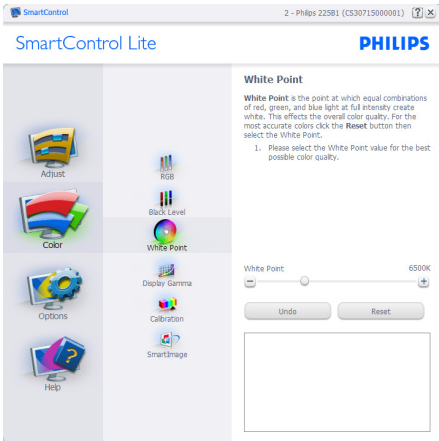 SmartControl
2 - Philips 225B1 (CS30715000001)
SmartControl Lite
PHILIPS
Adjust
Color
Options
Help
RGB
Black Level
White Point
Display Gamma
Calibration
SmartImage
White Point
White Point is the point at which equal combinations
of red, green, and blue light at full intensity create
white. This effects the overall color quality. For the
most accurate colors click the Reset button then
select the White Point value.
1. Please select the White Point value for the best
possible color quality.
White Point
6500K
Undo
Reset